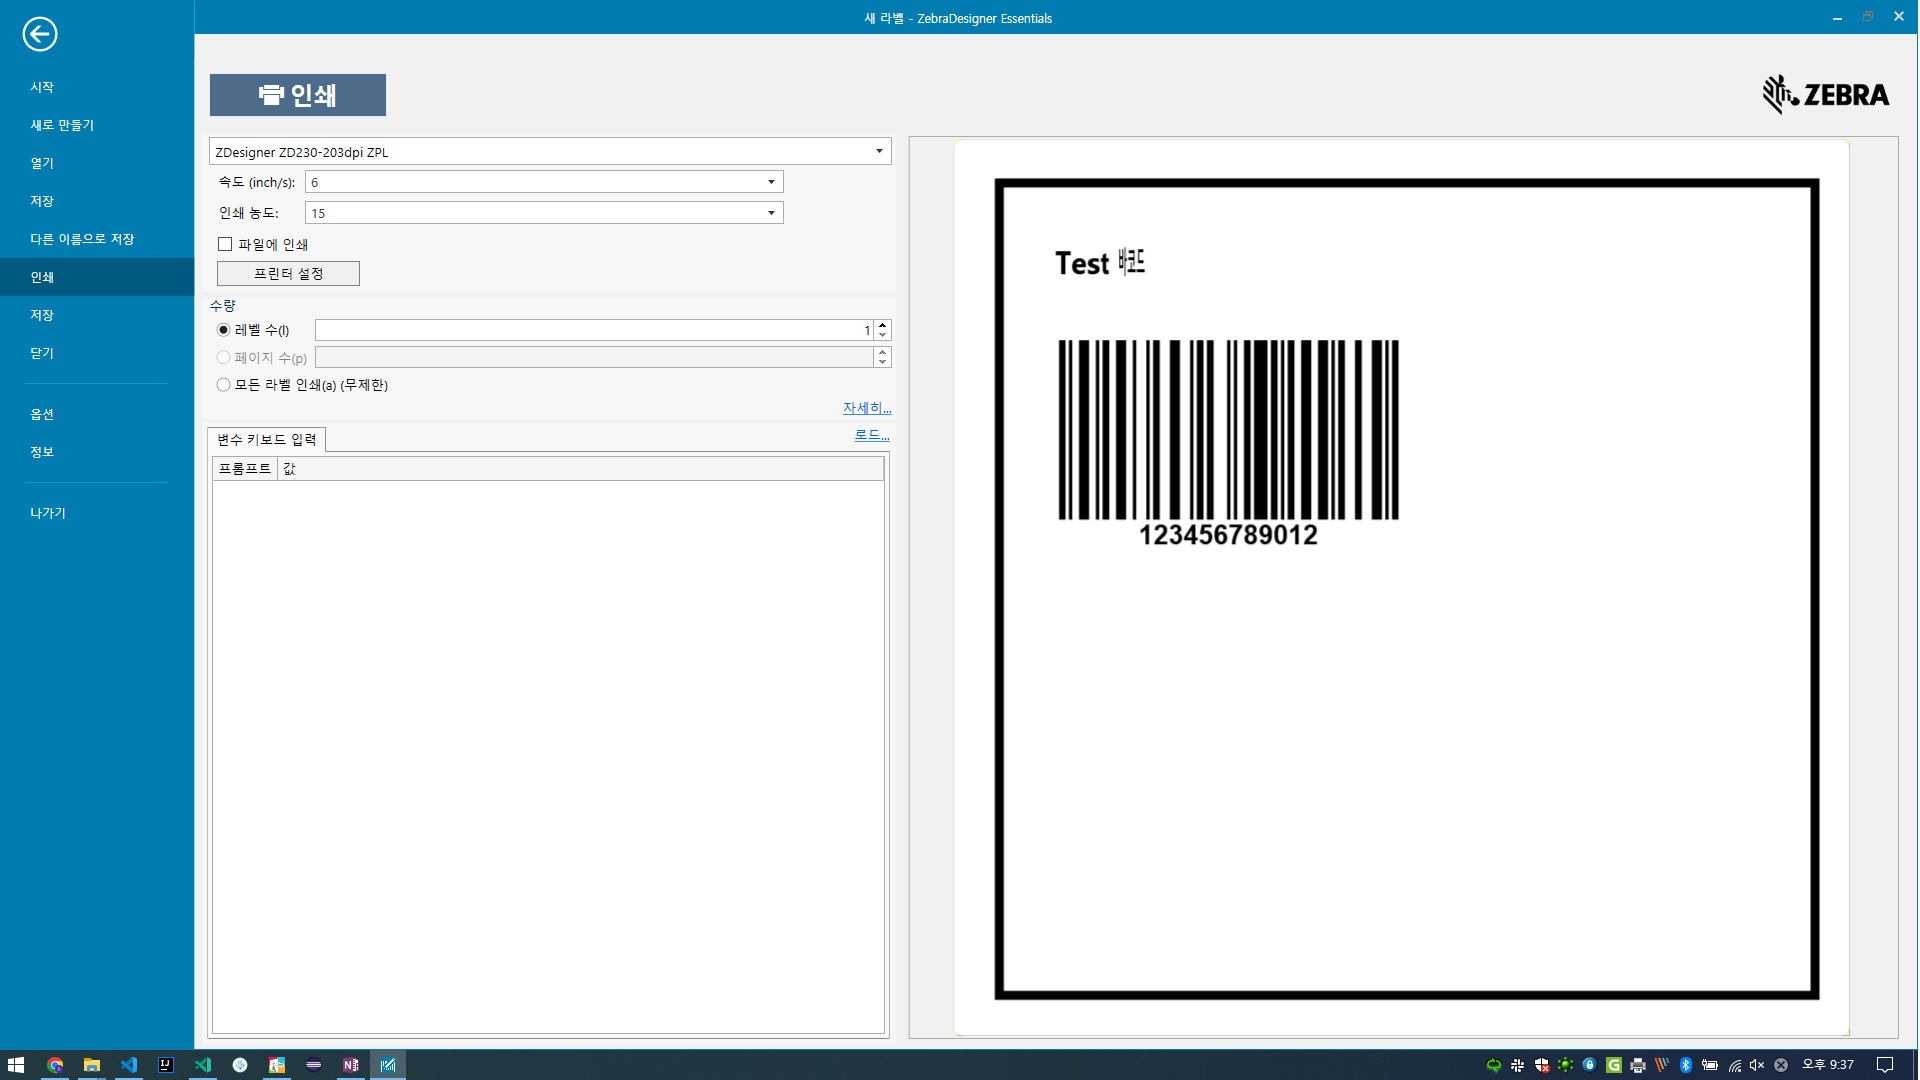 새 라벨 - ZebraDesigner Essentials
시작
새로 만들기
열기
저장
다른 이름으로 저장
인쇄
저장
닫기
옵션
정보
나가기
인쇄
ZEBRA
ZDesigner ZD230-203dpi ZPL
속도 (inch/s): 6
인쇄 농도: 15
파일에 인쇄
프린터 설정
수량
레벨 수(l) 1
페이지 수(p)
모든 라벨 인쇄(a) (무제한)
자세히...
변수 키보드 입력
로드...
프롬프트 값
Test 바코드
123456789012
오후 9:37